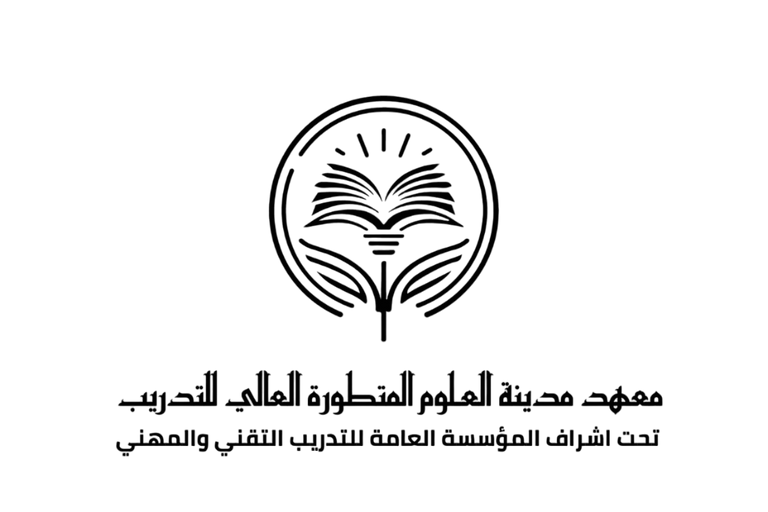 معهد مدينة العلوم المتطورة العالي للتدريب
تحت اشراف المؤسسة العامة للتدريب التقني والمهني